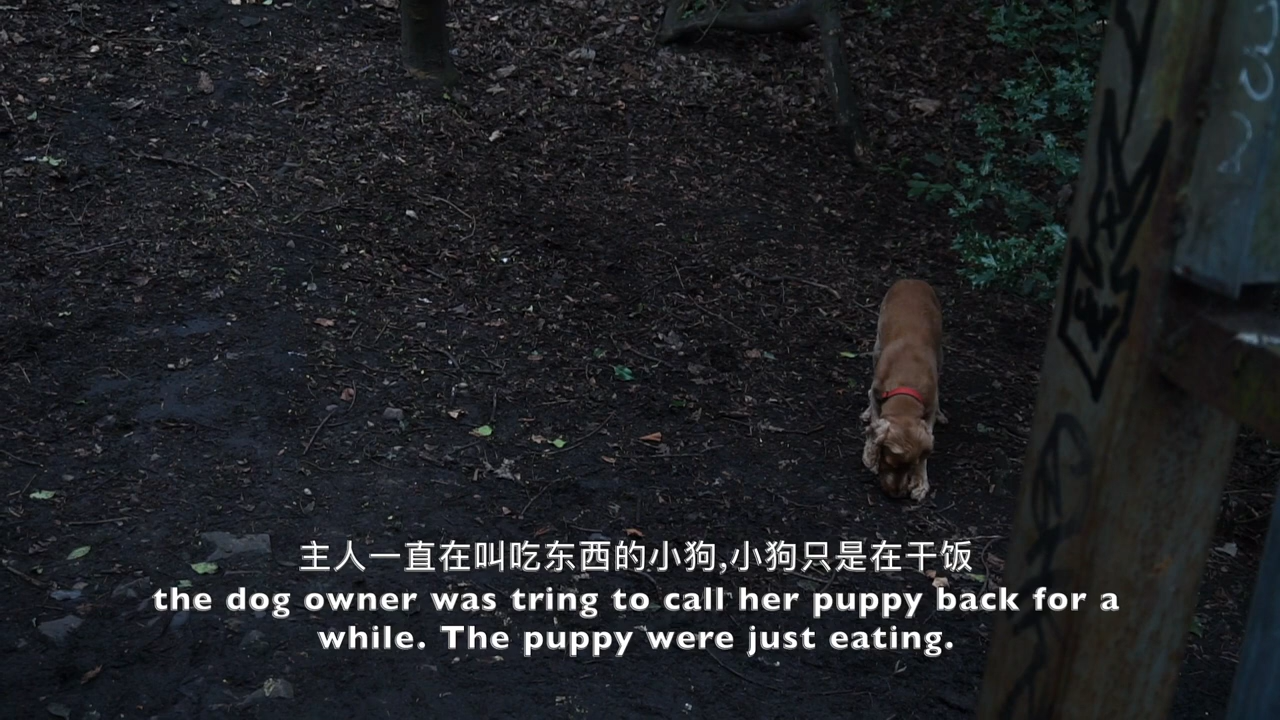 主人一直在叫吃东西的小狗,小狗只是在干饭
the dog owner was tring to call her puppy back for a
while. The puppy were just eating.